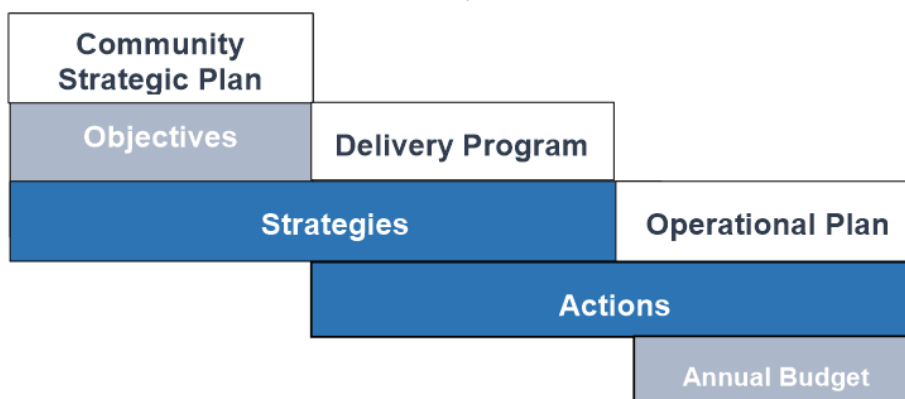 Community
Strategic Plan
Objectives
Delivery Program
Strategies
Operational Plan
Actions
Annual Budget